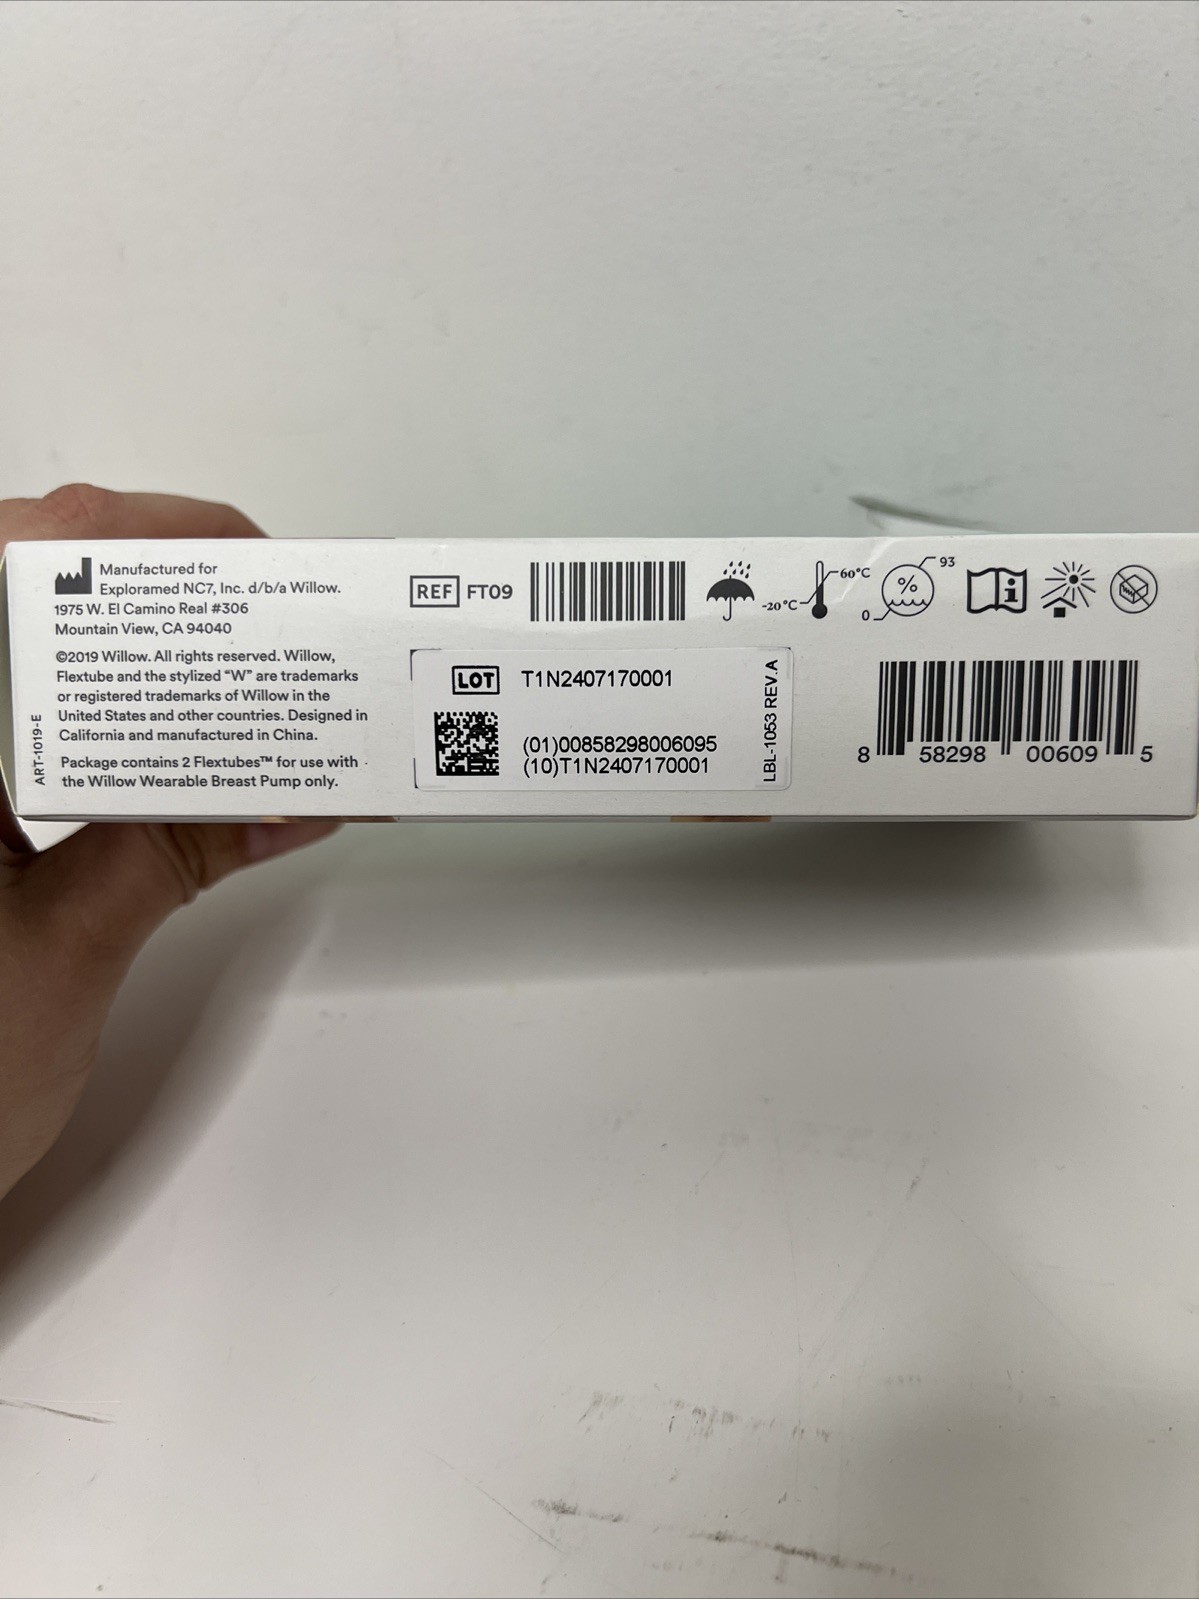 Manufactured for
Exploramed NC7, Inc. d/b/a Willow.
1975 W. El Camino Real #306
Mountain View, CA 94040
©2019 Willow. All rights reserved. Willow,
Flextube and the stylized “W” are trademarks
or registered trademarks of Willow in the
United States and other countries. Designed in
California and manufactured in China.
Package contains 2 Flextubes™ for use with
the Willow Wearable Breast Pump only.
ART-1019-E
REF FT09
-20°C
60°C
%
0
93
i
LOT T1N2407170001
(01)00858298006095
(10)T1N2407170001
LBL-1053 REV.A
8 58298 00609 5